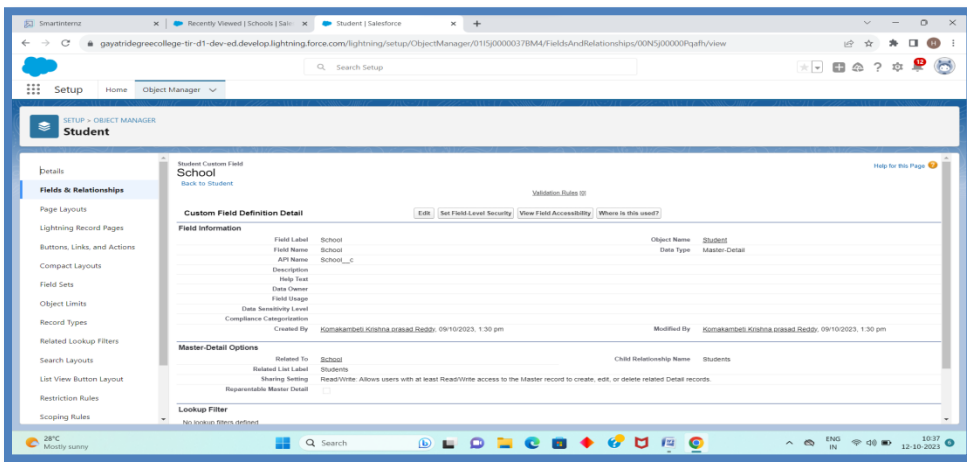 Smartinternz
Recently Viewed | Schools | Sale
Student | Salesforce
gayatridegreecollege-tir-d1-dev-ed.develop.lightning.force.com/lightning/setup/ObjectManager/01I5j0000037BM4/FieldsAndRelationships/00N5j00000Pqafh/view
H
Search Setup
12
Setup
Home
Object Manager
SETUP > OBJECT MANAGER
Student
Details
Fields & Relationships
Page Layouts
Lightning Record Pages
Buttons, Links, and Actions
Compact Layouts
Field Sets
Object Limits
Record Types
Related Lookup Filters
Search Layouts
List View Button Layout
Restriction Rules
Scoping Rules
Student Custom Field
School
Back to Student
Help for this Page
Validation Rules [0]
Custom Field Definition Detail
Edit Set Field-Level Security View Field Accessibility Where is this used?
Field Information
Field Label School Object Name Student
Field Name School Data Type Master-Detail
API Name School__c
Description
Help Text
Data Owner
Field Usage
Data Sensitivity Level
Compliance Categorization
Created By Komakambeti Krishna prasad Reddy, 09/10/2023, 1:30 pm Modified By Komakambeti Krishna prasad Reddy, 09/10/2023, 1:30 pm
Master-Detail Options
Related To School Child Relationship Name Students
Related List Label Students
Sharing Setting Read/Write: Allows users with at least Read/Write access to the Master record to create, edit, or delete related Detail records.
Reparentable Master Detail
Lookup Filter
No lookup filters defined
28°C
Mostly sunny
Search
ENG
IN
10:37
12-10-2023